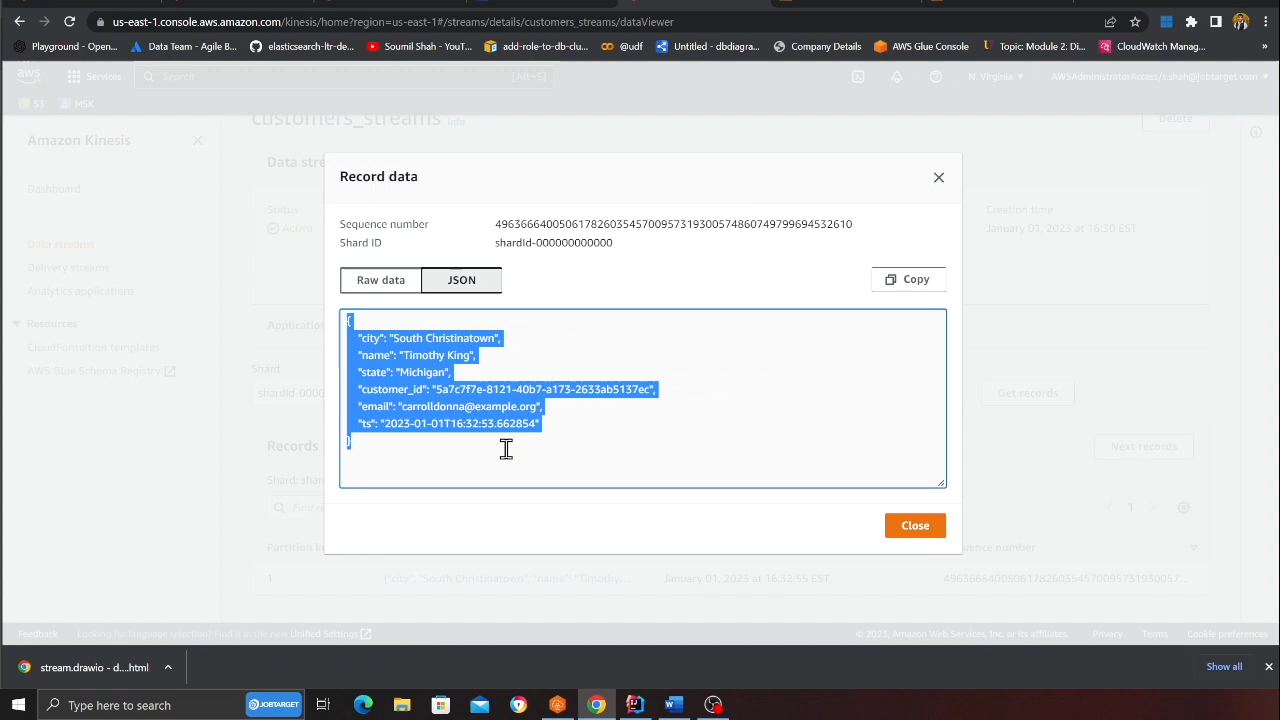 us-east-1.console.aws.amazon.com/kinesis/home?region=us-east-1#/streams/details/customers_streams/dataViewer
Playground - Open... Data Team - Agile B... elasticsearch-ltr-de... Soumil Shah - YouT... add-role-to-db-clu... @udf Untitled - dbdiagra... Company Details AWS Glue Console Topic: Module 2: Di... CloudWatch Manag... »
aws Services Search [Alt+S] N. Virginia AWSAdministratorAccess/s.shah@jobtarget.com
S3 MSK
customers_streams Info Delete
Amazon Kinesis
Data stre
Record data
Dashboard
Status Creation time
Sequence number 49636664005061782603545700957319300574860749799694532610
Active January 01, 2023 at 16:30 EST
Shard ID shardId-000000000000
Data streams
Delivery streams
Analytics applications
Raw data JSON Copy
Resources
Application
CloudFormation templates
AWS Glue Schema Registry
Shard
shardId-000 Get records
{
"city": "South Christinatown",
"name": "Timothy King",
"state": "Michigan",
"customer_id": "5a7c7f7e-8121-40b7-a173-2633ab5137ec",
"email": "carrolldonna@example.org",
"ts": "2023-01-01T16:32:53.662854"
}
Records Next records
Shard: shar
Find re 1
Close
Partition k quence number
1 {"city": "South Christinatown", "name": "Timothy... January 01, 2023 at 16:32:55 EST 49636664005061782603545700957319300 57...
Feedback Looking for language selection? Find it in the new Unified Settings © 2023, Amazon Web Services, Inc. or its affiliates. Privacy Terms Cookie preferences
stream.drawio - d....html Show all
Type here to search JOBTARGET